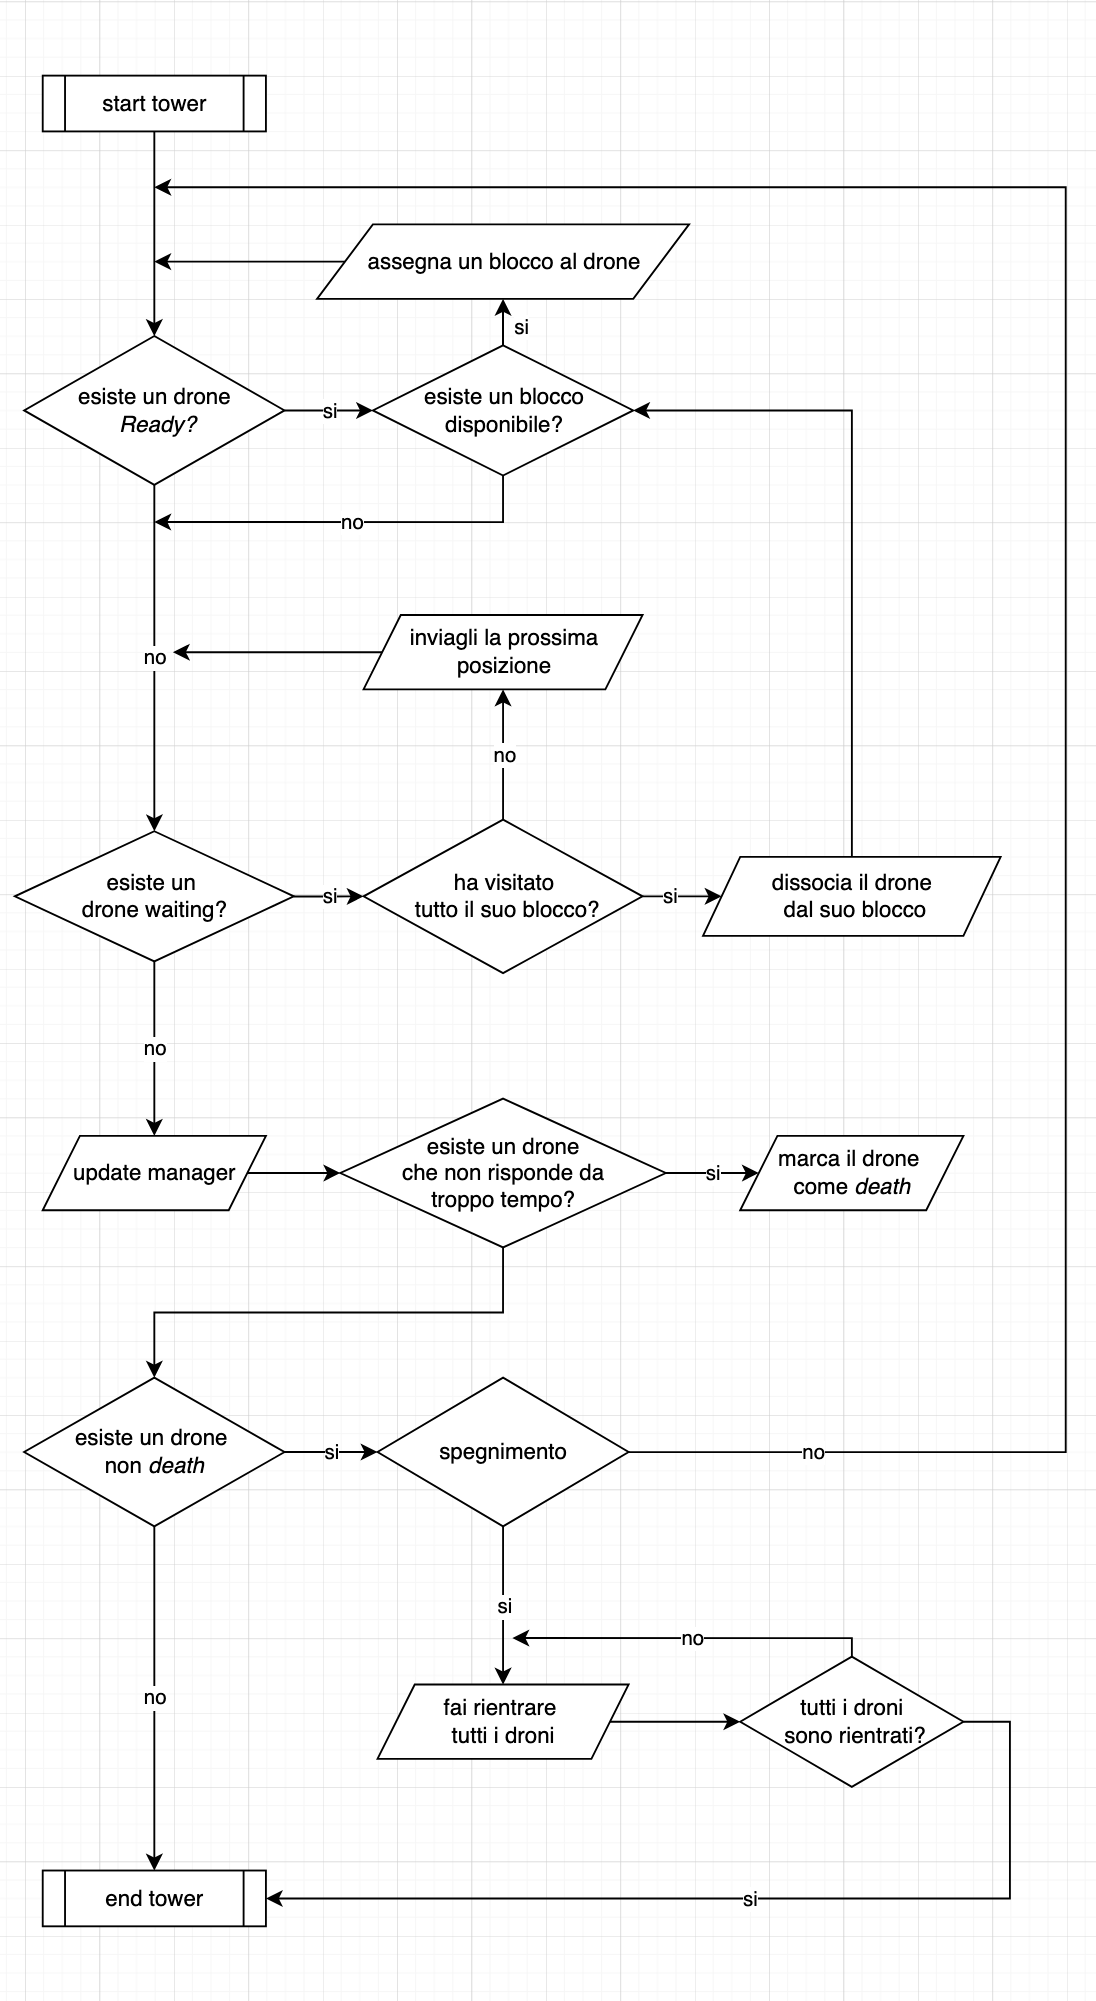 start tower
assegna un blocco al drone
si
esiste un drone
Ready?
si
esiste un blocco
disponibile?
no
inviagli la prossima
posizione
no
no
esiste un
drone waiting?
si
ha visitato
tutto il suo blocco?
si
dissocia il drone
dal suo blocco
no
update manager
esiste un drone
che non risponde da
troppo tempo?
si
marca il drone
come death
esiste un drone
non death
si
spegnimento
no
si
no
fai rientrare
tutti i droni
tutti i droni
sono rientrati?
no
end tower
si